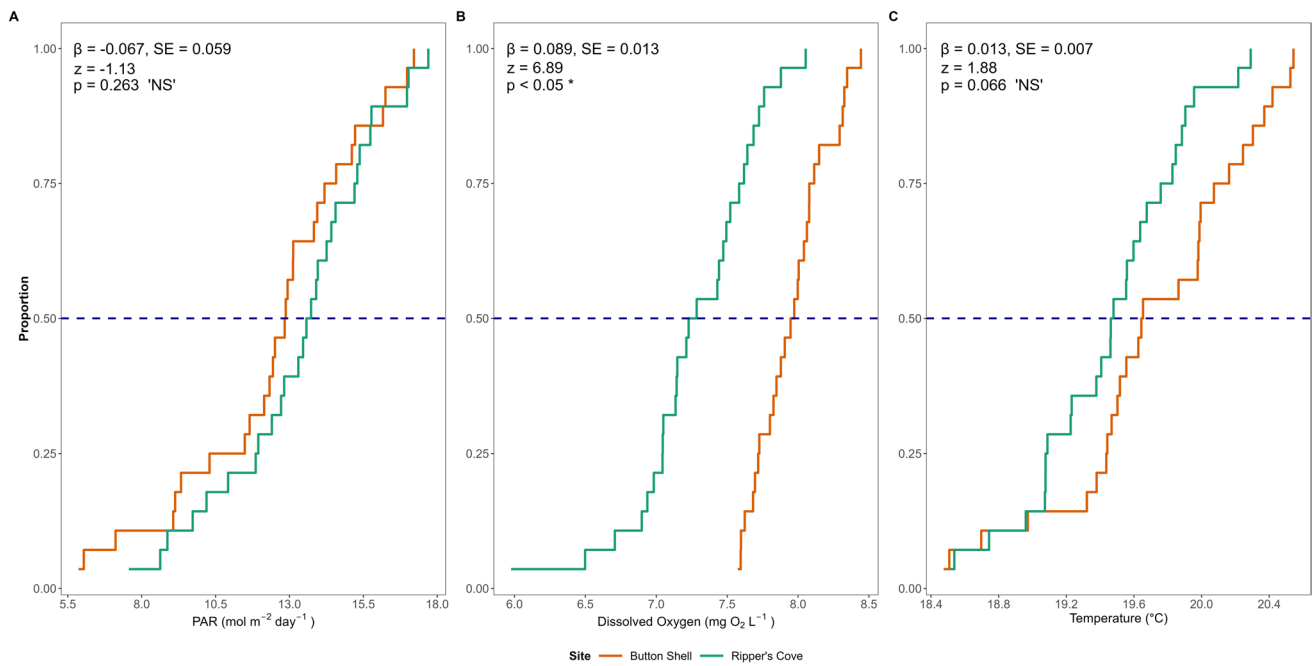 A
β = -0.067, SE = 0.059
z = -1.13
p = 0.263 'NS'
Proportion
1.00
0.75
0.50
0.25
0.00
5.5 8.0 10.5 13.0 15.5 18.0
PAR (mol m⁻² day⁻¹ )
B
β = 0.089, SE = 0.013
z = 6.89
p < 0.05 *
1.00
0.75
0.50
0.25
0.00
6.0 6.5 7.0 7.5 8.0 8.5
Dissolved Oxygen (mg O₂ L⁻¹ )
C
β = 0.013, SE = 0.007
z = 1.88
p = 0.066 'NS'
1.00
0.75
0.50
0.25
0.00
18.4 18.8 19.2 19.6 20.0 20.4
Temperature (°C)
Site Button Shell Ripper's Cove